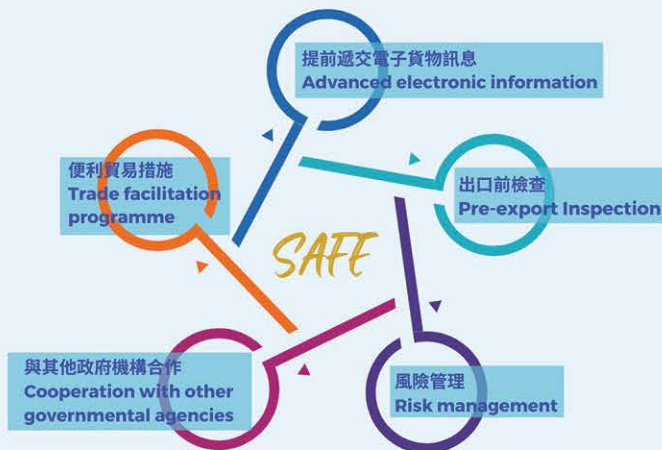 提前遞交電子貨物訊息
Advanced electronic information
便利貿易措施
Trade facilitation
programme
出口前檢查
Pre-export Inspection
SAFE
與其他政府機構合作
Cooperation with other
governmental agencies
風險管理
Risk management